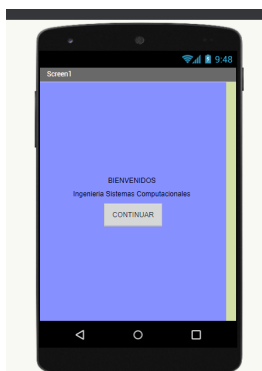 9:48
Screen1
BIENVENIDOS
Ingenieria Sistemas Computacionales
CONTINUAR